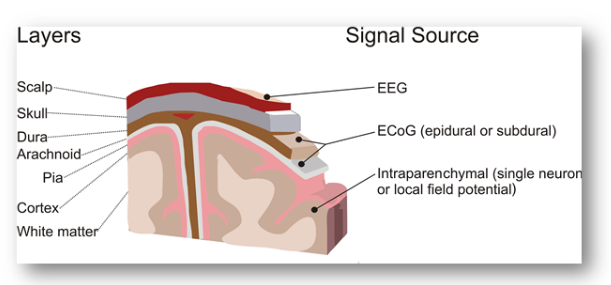 Layers
Signal Source
Scalp
Skull
Dura
Arachnoid
Pia
Cortex
White matter
EEG
ECoG (epidural or subdural)
Intraparenchymal (single neuron
or local field potential)